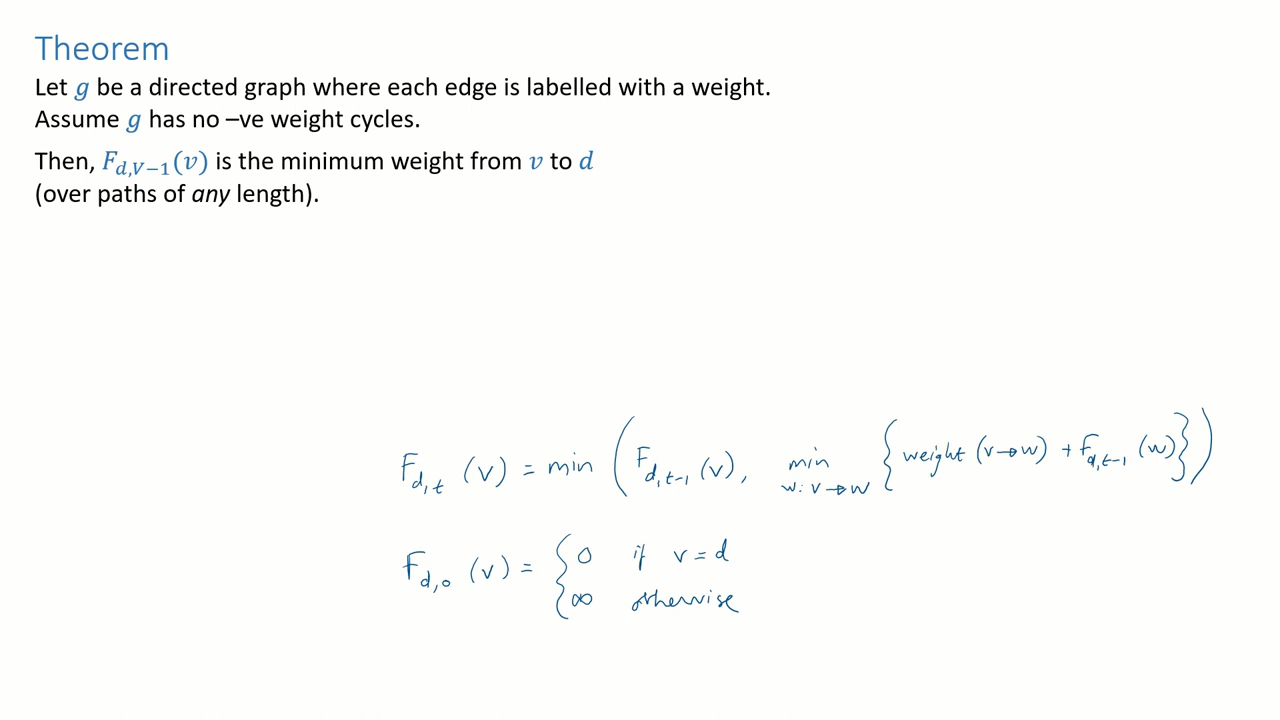 Theorem
Let g be a directed graph where each edge is labelled with a weight.
Assume g has no –ve weight cycles.
Then, F_{d,V−1}(v) is the minimum weight from v to d
(over paths of any length).
F_{d,t} (v) = min ( F_{d,t-1} (v), min_{w: v→w} { weight (v→w) + F_{d,t-1} (w) } )
F_{d,0} (v) = { 0 if v = d
∞ otherwise